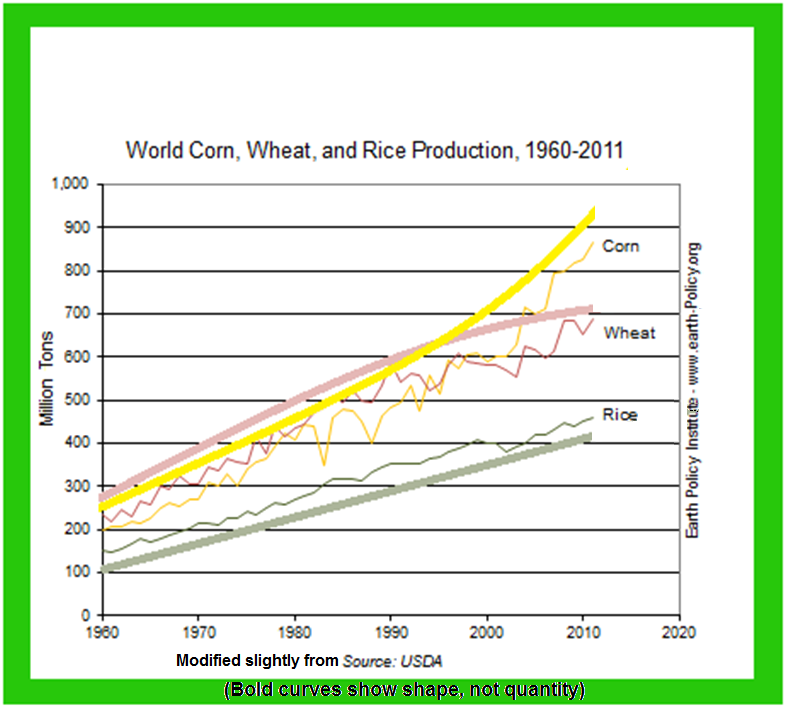 World Corn, Wheat, and Rice Production, 1960-2011
1,000
900
800
700
600
500
400
300
200
100
0
Million Tons
Corn
Wheat
Rice
Earth Policy Institute - www.earth-Policy.org
1960 1970 1980 1990 2000 2010 2020
Modified slightly from Source: USDA
(Bold curves show shape, not quantity)